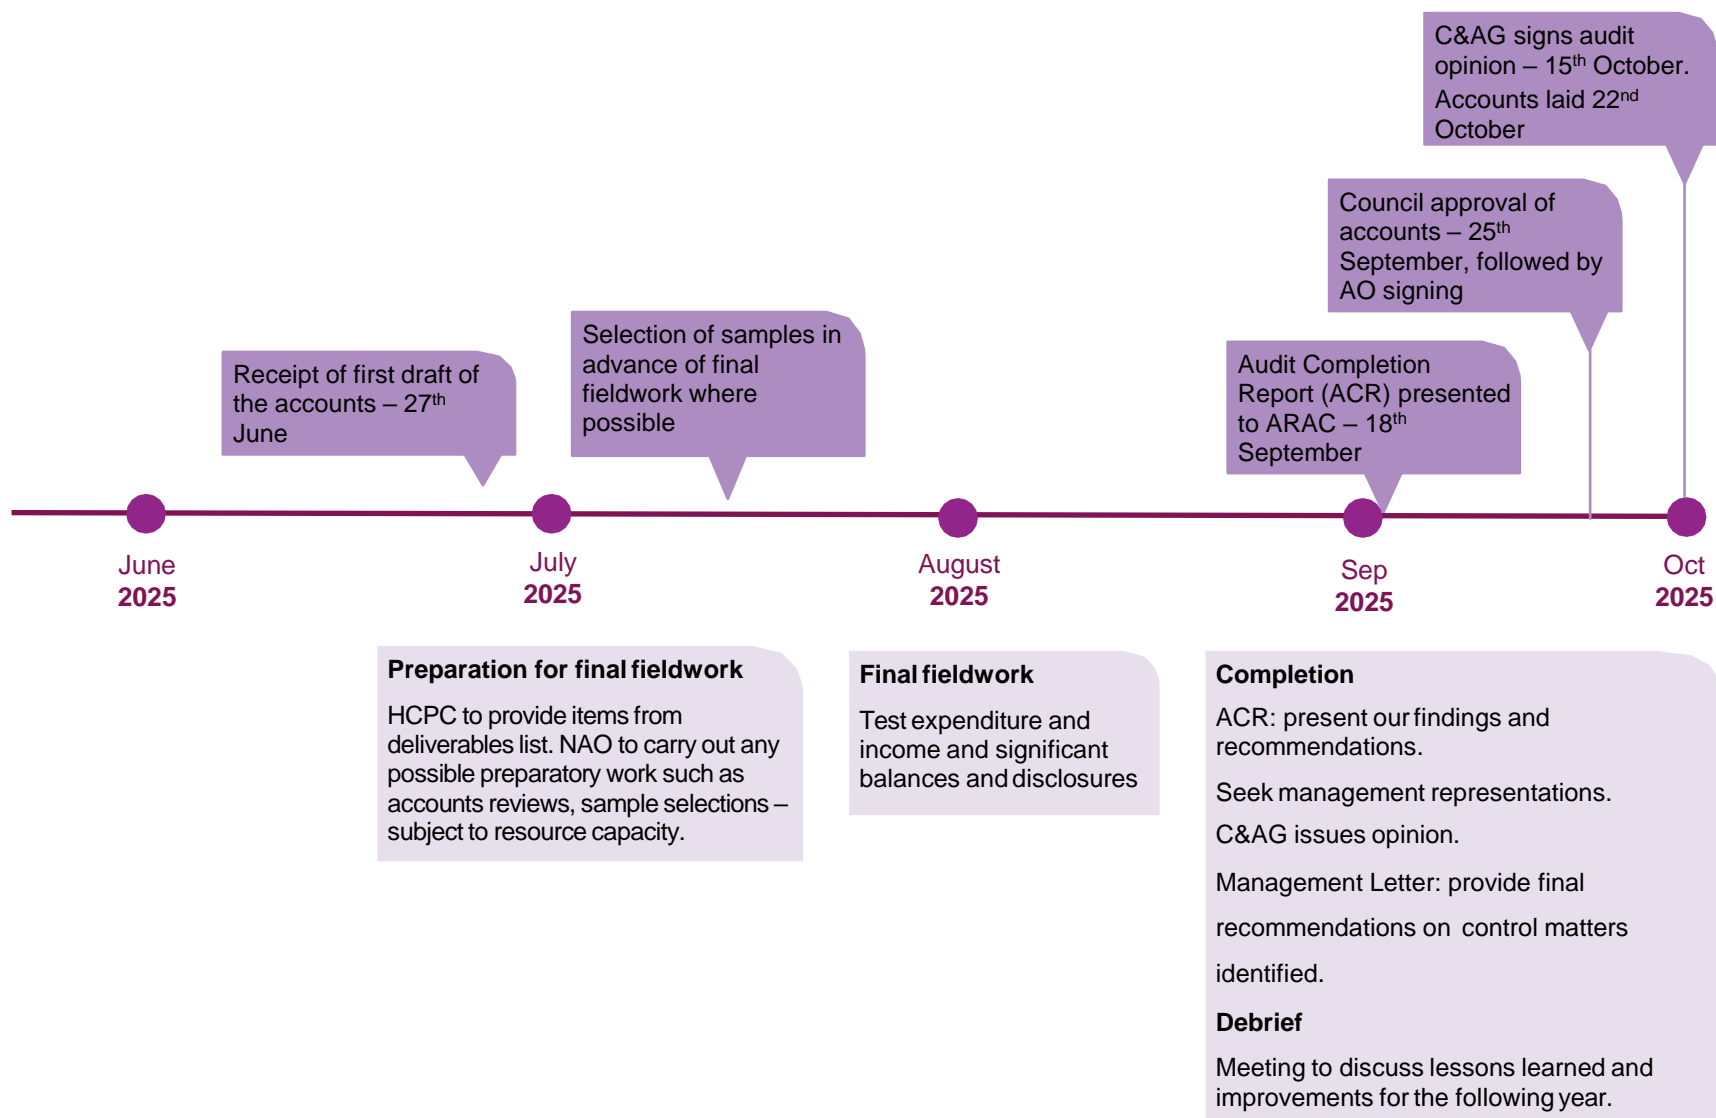 C&AG signs audit
opinion – 15th October.
Accounts laid 22nd
October
Council approval of
accounts – 25th
September, followed by
AO signing
Selection of samples in
advance of final
fieldwork where
possible
Receipt of first draft of
the accounts – 27th
June
Audit Completion
Report (ACR) presented
to ARAC – 18th
September
June
2025
July
2025
August
2025
Sep
2025
Oct
2025
Preparation for final fieldwork
HCPC to provide items from
deliverables list. NAO to carry out any
possible preparatory work such as
accounts reviews, sample selections –
subject to resource capacity.
Final fieldwork
Test expenditure and
income and significant
balances and disclosures
Completion
ACR: present our findings and
recommendations.
Seek management representations.
C&AG issues opinion.
Management Letter: provide final
recommendations on control matters
identified.
Debrief
Meeting to discuss lessons learned and
improvements for the following year.